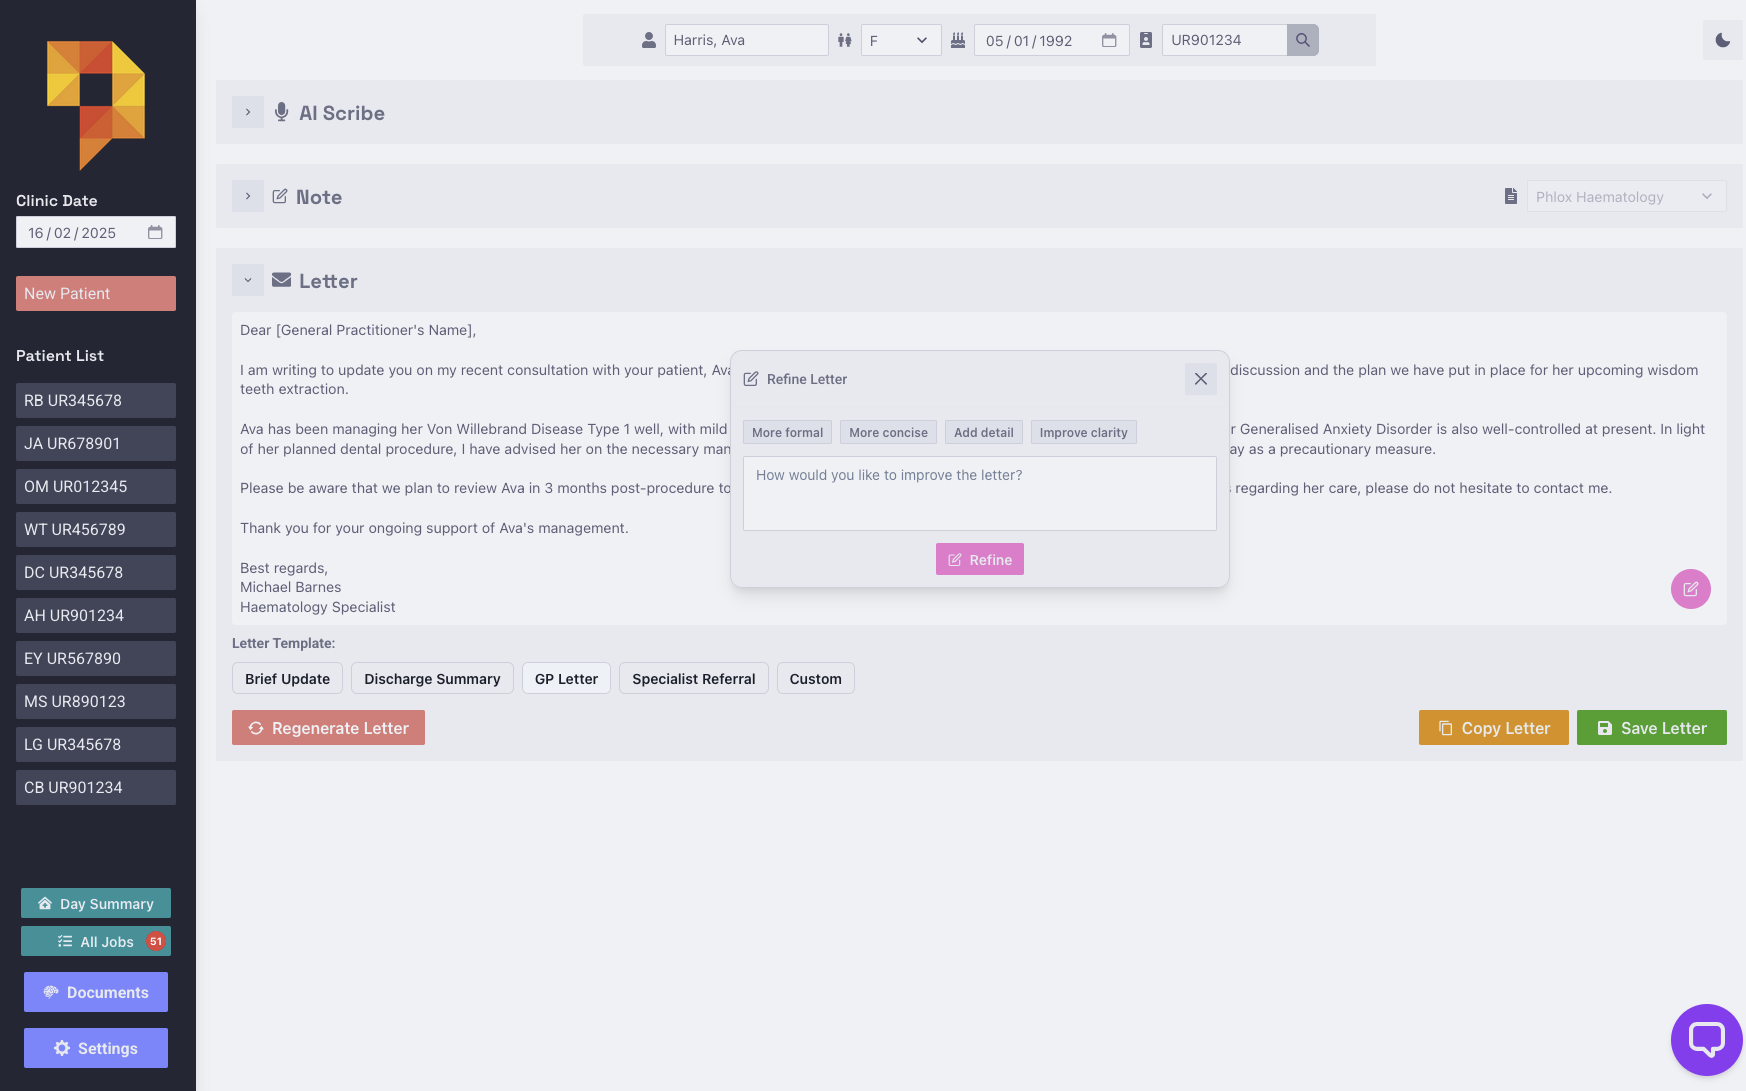 Clinic Date
16/02/2025
New Patient
Patient List
RB UR345678
JA UR678901
OM UR012345
WT UR456789
DC UR345678
AH UR901234
EY UR567890
MS UR890123
LG UR345678
CB UR901234
Day Summary
All Jobs 51
Documents
Settings
Harris, Ava F 05/01/1992 UR901234
AI Scribe
Note Phlox Haematology
Letter
Dear [General Practitioner's Name],
I am writing to update you on my recent consultation with your patient, Ava discussion and the plan we have put in place for her upcoming wisdom
teeth extraction.
Ava has been managing her Von Willebrand Disease Type 1 well, with mild Generalised Anxiety Disorder is also well-controlled at present. In light
of her planned dental procedure, I have advised her on the necessary as a precautionary measure.
Please be aware that we plan to review Ava in 3 months post-procedure to regarding her care, please do not hesitate to contact me.
Thank you for your ongoing support of Ava's management.
Best regards,
Michael Barnes
Haematology Specialist
Refine Letter
More formal More concise Add detail Improve clarity
How would you like to improve the letter?
Refine
Letter Template:
Brief Update Discharge Summary GP Letter Specialist Referral Custom
Regenerate Letter Copy Letter Save Letter